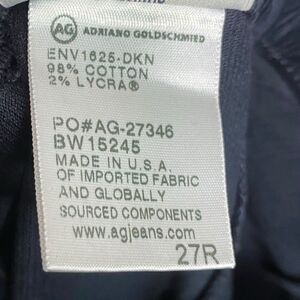 AG ADRIANO GOLDSCHMIED
ENV1625-DKN
98% COTTON
2% LYCRA®
PO#AG-27346
BW15245
MADE IN U.S.A.
OF IMPORTED FABRIC
AND GLOBALLY
SOURCED COMPONENTS
www.agjeans.com
27R